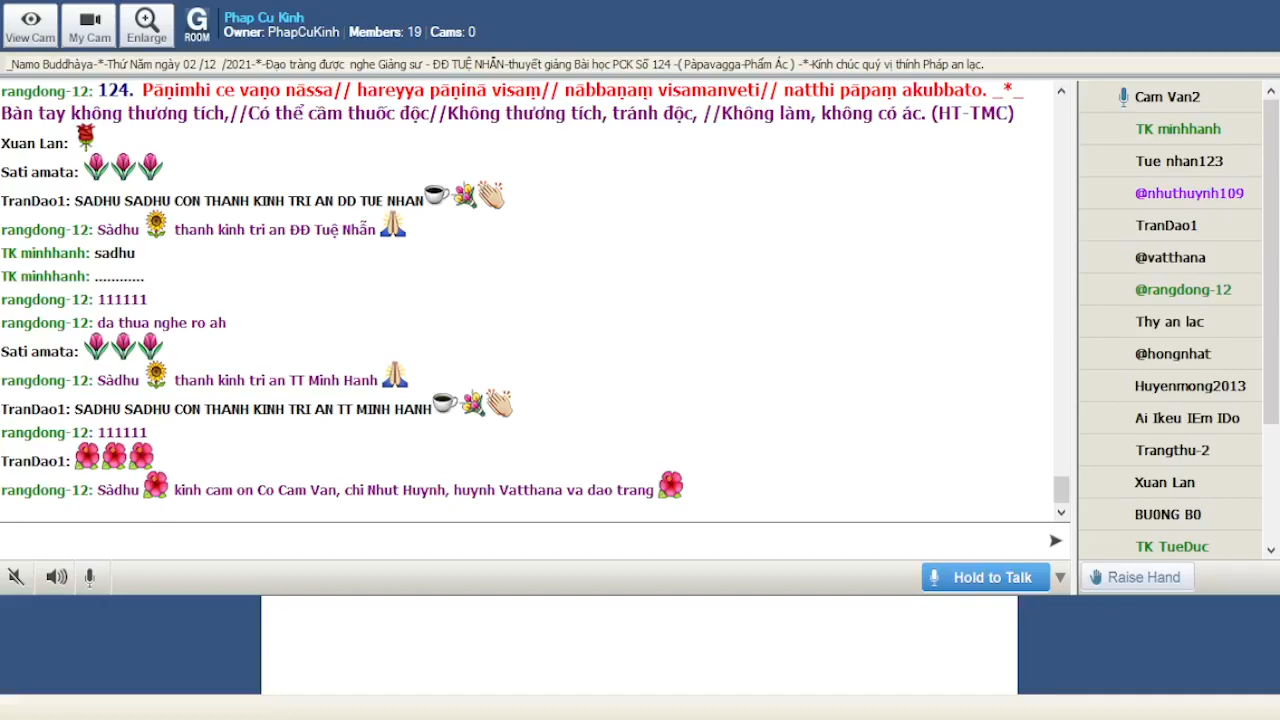 View Cam
My Cam
Enlarge
G
ROOM
Phap Cu Kinh
Owner: PhapCuKinh | Members: 19 | Cams: 0
_Namo Buddhàya-*-Thứ Năm ngày 02 /12 /2021-*-Đạo tràng được nghe Giảng sư - ĐĐ TUỆ NHẪN-thuyết giảng Bài học PCK Số 124 -( Pàpavagga-Phẩm Ác ) -*-Kính chúc quý vị thính Pháp an lạc.
rangdong-12: 124. Pāṇimhi ce vaṇo nāssa// hareyya pāṇinā visaṃ// nābbaṇaṃ visamanveti// natthi pāpaṃ akubbato. _*_
Bàn tay không thương tích,//Có thể cầm thuốc độc//Không thương tích, tránh độc, //Không làm, không có ác. (HT-TMC)
Xuan Lan:
Sati amata:
TranDao1: SADHU SADHU CON THANH KINH TRI AN DD TUE NHAN
rangdong-12: Sàdhu thanh kinh tri an ĐĐ Tuệ Nhẫn
TK minhhanh: sadhu
TK minhhanh: ............
rangdong-12: 111111
rangdong-12: da thua nghe ro ah
Sati amata:
rangdong-12: Sàdhu thanh kinh tri an TT Minh Hanh
TranDao1: SADHU SADHU CON THANH KINH TRI AN TT MINH HANH
rangdong-12: 111111
TranDao1:
rangdong-12: Sàdhu kinh cam on Co Cam Van, chi Nhut Huynh, huynh Vatthana va dao trang
Hold to Talk
Cam Van2
TK minhhanh
Tue nhan123
@nhuthuynh109
TranDao1
@vatthana
@rangdong-12
Thy an lac
@hongnhat
Huyenmong2013
Ai Ikeu IEm IDo
Trangthu-2
Xuan Lan
BU0NG B0
TK TueDuc
Raise Hand